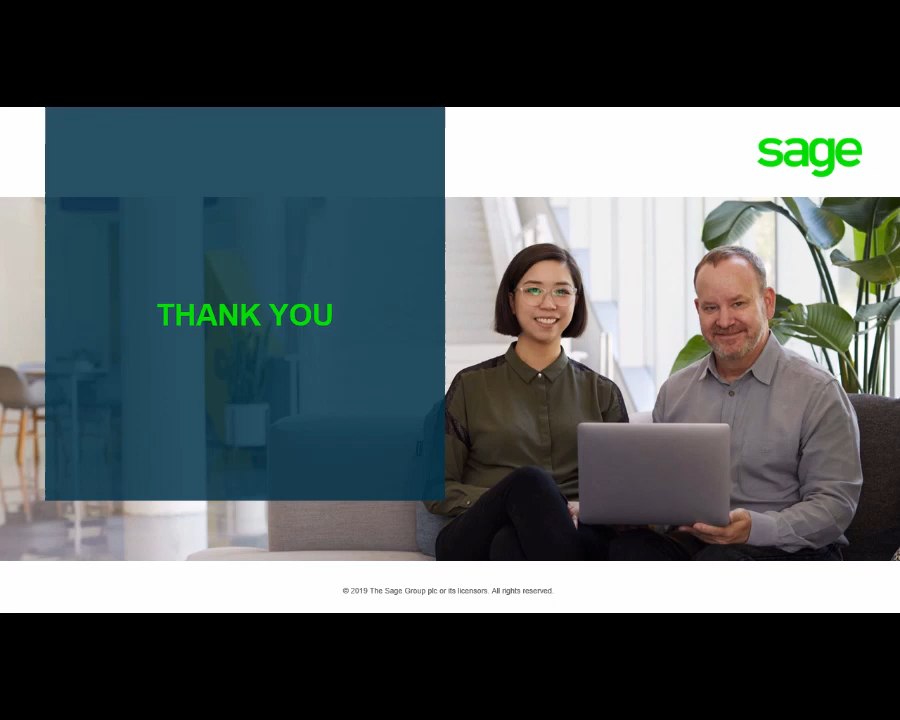 sage
THANK YOU
© 2019 The Sage Group plc or its licensors. All rights reserved.